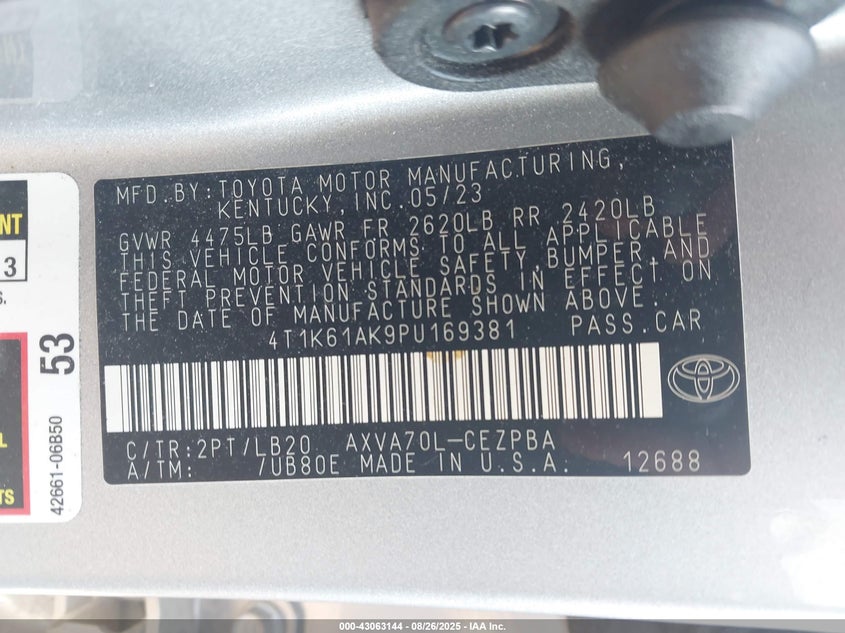 MFD. BY: TOYOTA MOTOR MANUFACTURING,
KENTUCKY, INC. 05/23
GVWR 4475LB GAWR FR 2620LB RR 2420LB
THIS VEHICLE CONFORMS TO ALL APPLICABLE
FEDERAL MOTOR VEHICLE SAFETY, BUMPER, AND
THEFT PREVENTION STANDARDS IN EFFECT ON
THE DATE OF MANUFACTURE SHOWN ABOVE.
4T1K61AK9PU169381 PASS. CAR
C/TR: 2PT/LB20 AXVA70L-CEZPBA
A/TM: /UB80E MADE IN U.S.A. 12688
NT
3
S.
53
42661-06B50
L
TS
000-43063144 - 08/26/2025 - IAA Inc.